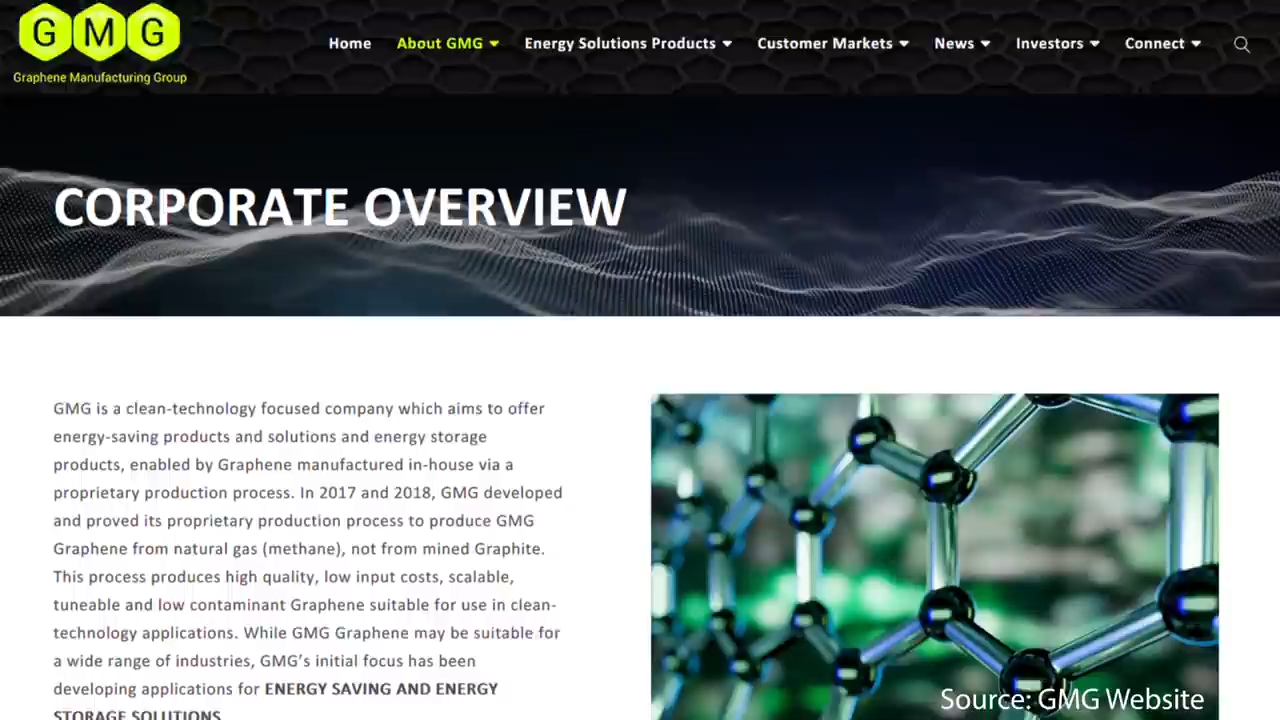 G M G
Graphene Manufacturing Group
Home About GMG Energy Solutions Products Customer Markets News Investors Connect
CORPORATE OVERVIEW
GMG is a clean-technology focused company which aims to offer
energy-saving products and solutions and energy storage
products, enabled by Graphene manufactured in-house via a
proprietary production process. In 2017 and 2018, GMG developed
and proved its proprietary production process to produce GMG
Graphene from natural gas (methane), not from mined Graphite.
This process produces high quality, low input costs, scalable,
tuneable and low contaminant Graphene suitable for use in clean-
technology applications. While GMG Graphene may be suitable for
a wide range of industries, GMG's initial focus has been
developing applications for ENERGY SAVING AND ENERGY
STORAGE SOLUTIONS
Source: GMG Website